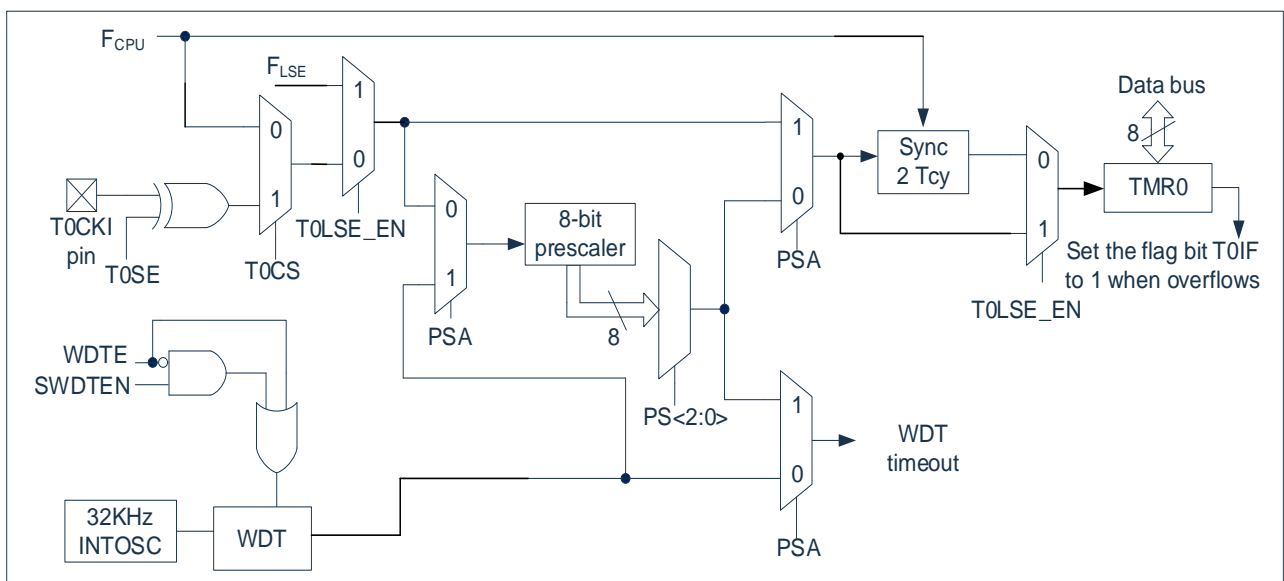 FCPU
FLSE
Data bus
1
0
0
1
1
0
8
Sync
2 Tcy
0
1
TMR0
T0CKI
pin
T0SE
T0CS
T0LSE_EN
0
1
8-bit
prescaler
8
PSA
PSA
Set the flag bit T0IF
to 1 when overflows
T0LSE_EN
WDTE
SWDTEN
PS<2:0>
1
0
WDT
timeout
32KHz
INTOSC
WDT
PSA